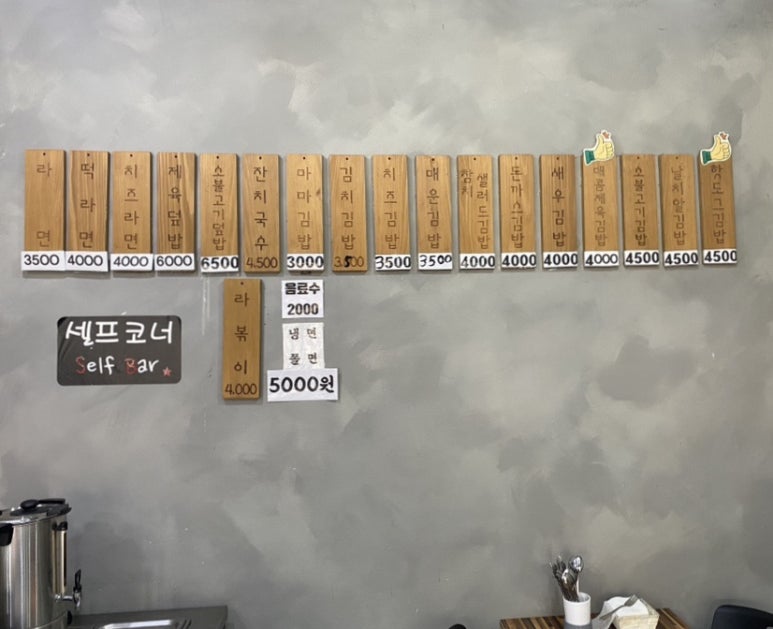 라면
3500
떡라면
4000
치즈라면
4000
제육덮밥
6000
소불고기덮밥
6500
잔치국수
4.500
마마김밥
3000
김치김밥
3.500
치즈김밥
3500
매운김밥
3500
참치샐러드김밥
4000
돈까스김밥
4000
새우김밥
4000
매콤제육김밥
4000
소불고기김밥
4500
날치알김밥
4500
핫도그김밥
4500
라볶이
4.000
음료수
2000
냉면
쫄면
5000원
셀프코너
Self Bar